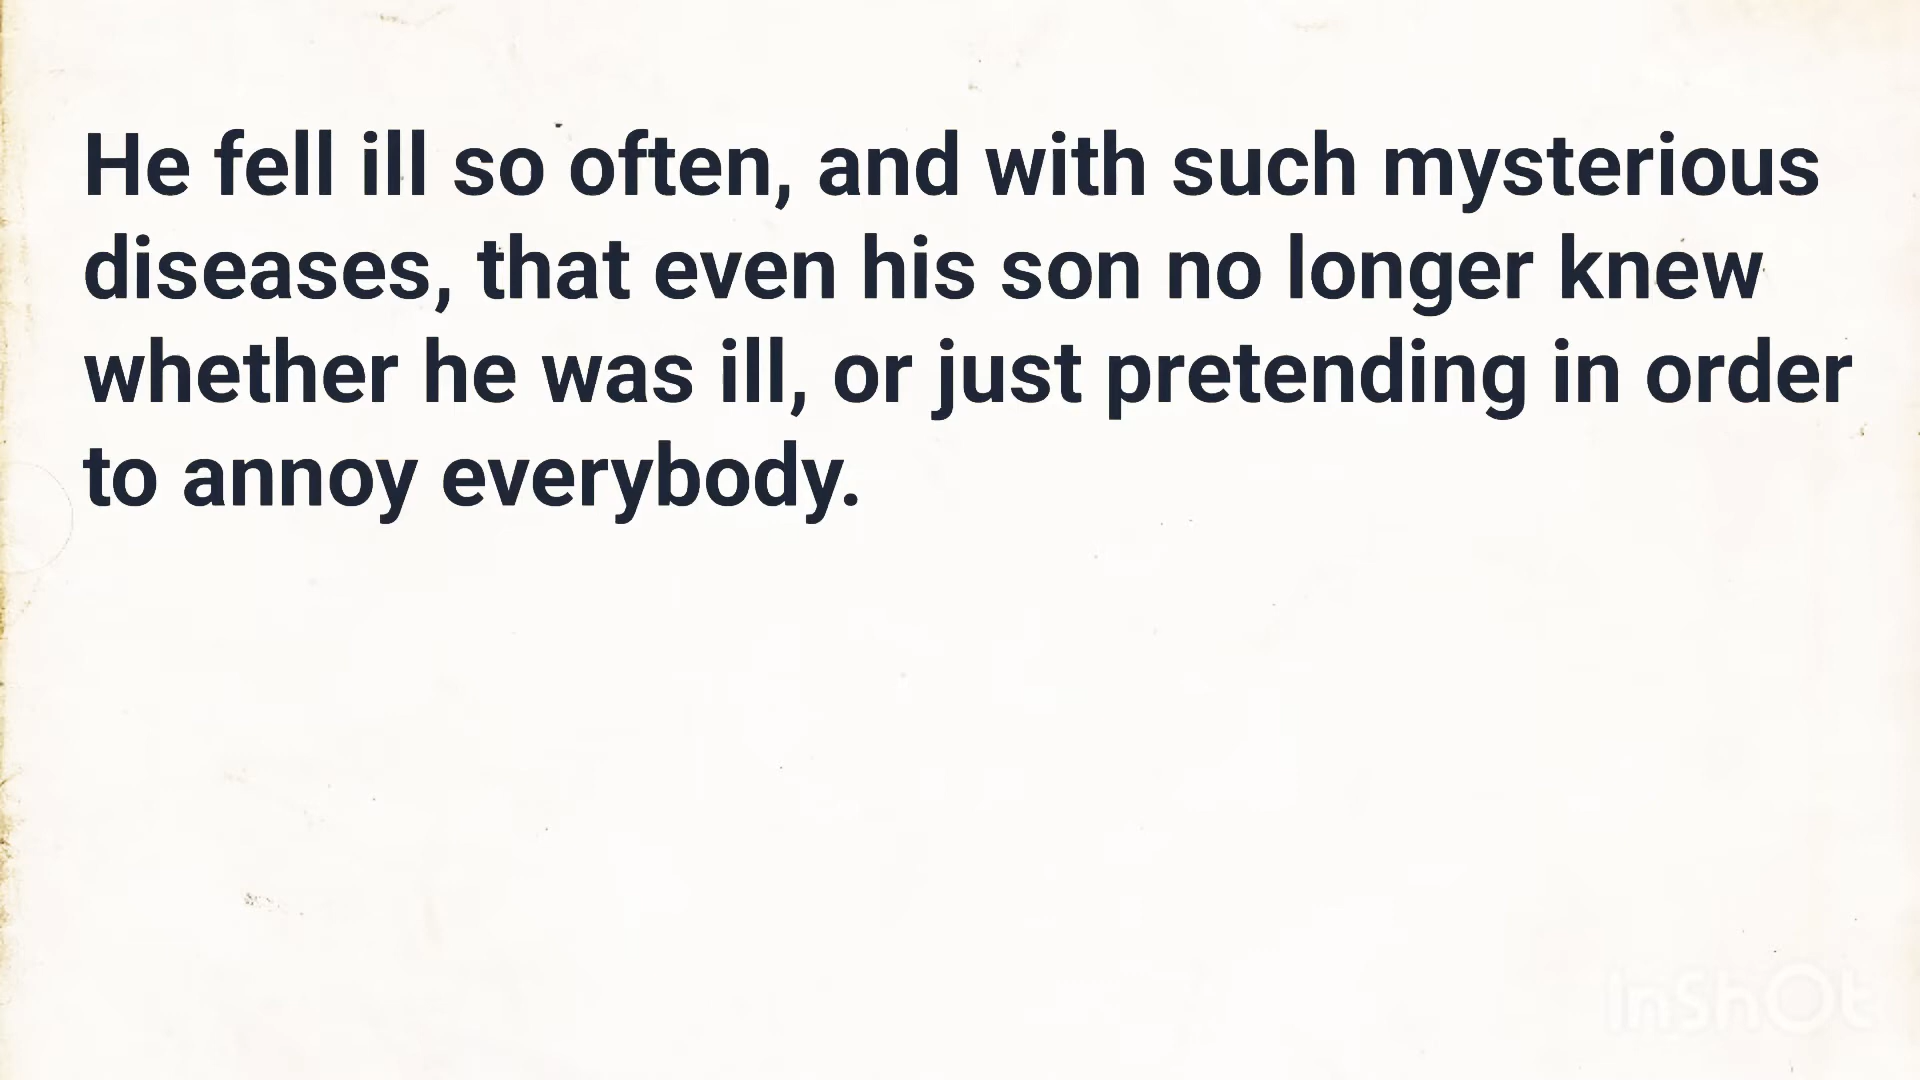 He fell ill so often, and with such mysterious
diseases, that even his son no longer knew
whether he was ill, or just pretending in order
to annoy everybody.
InShOt